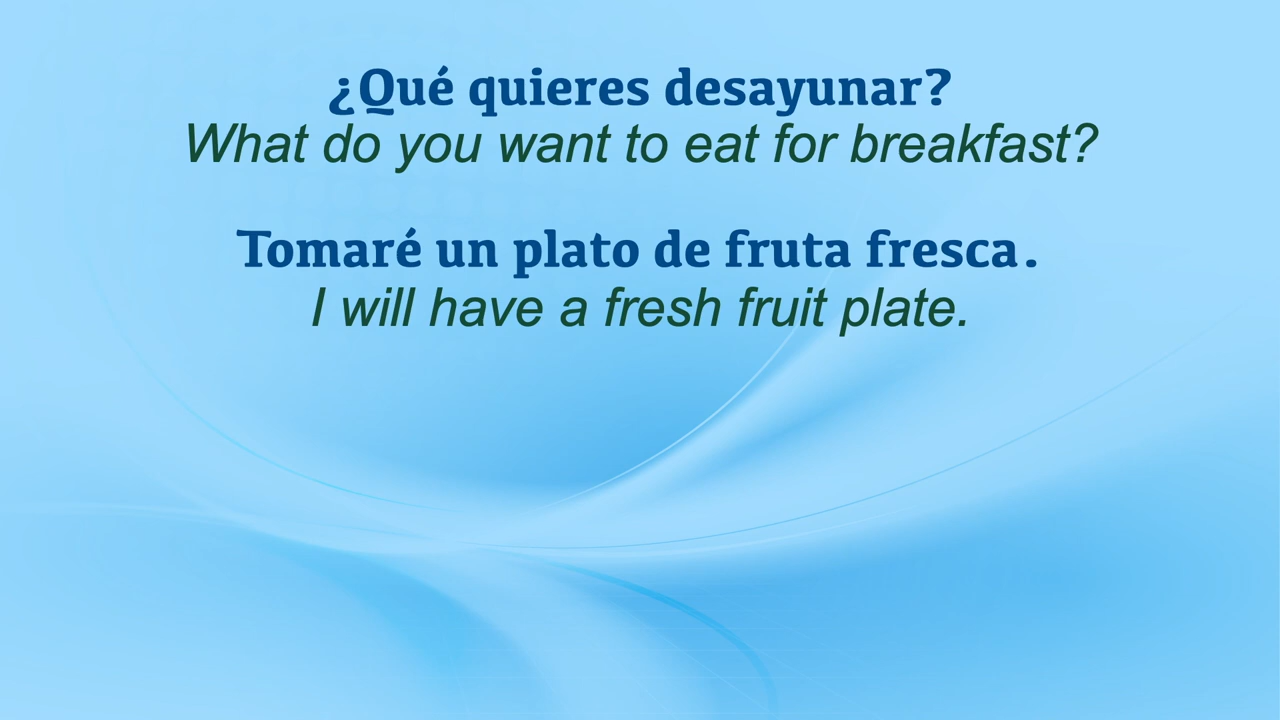 ¿Qué quieres desayunar?
What do you want to eat for breakfast?
Tomaré un plato de fruta fresca.
I will have a fresh fruit plate.